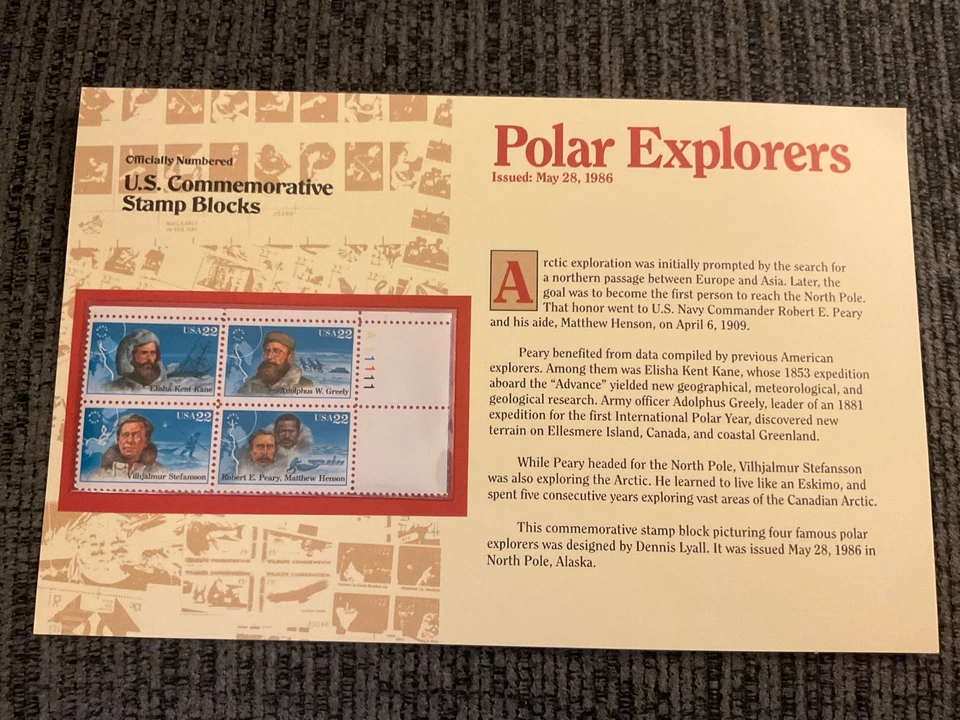 Officially Numbered
U.S. Commemorative
Stamp Blocks
USA 22
Elisha Kent Kane
USA 22
Adolphus W. Greely
USA 22
Vilhjalmur Stefansson
USA 22
Robert E. Peary, Matthew Henson
1111
Polar Explorers
Issued: May 28, 1986
Arctic exploration was initially prompted by the search for
a northern passage between Europe and Asia. Later, the
goal was to become the first person to reach the North Pole.
That honor went to U.S. Navy Commander Robert E. Peary
and his aide, Matthew Henson, on April 6, 1909.
Peary benefited from data compiled by previous American
explorers. Among them was Elisha Kent Kane, whose 1853 expedition
aboard the “Advance” yielded new geographical, meteorological, and
geological research. Army officer Adolphus Greely, leader of an 1881
expedition for the first International Polar Year, discovered new
terrain on Ellesmere Island, Canada, and coastal Greenland.
While Peary headed for the North Pole, Vilhjalmur Stefansson
was also exploring the Arctic. He learned to live like an Eskimo, and
spent five consecutive years exploring vast areas of the Canadian Arctic.
This commemorative stamp block picturing four famous polar
explorers was designed by Dennis Lyall. It was issued May 28, 1986 in
North Pole, Alaska.